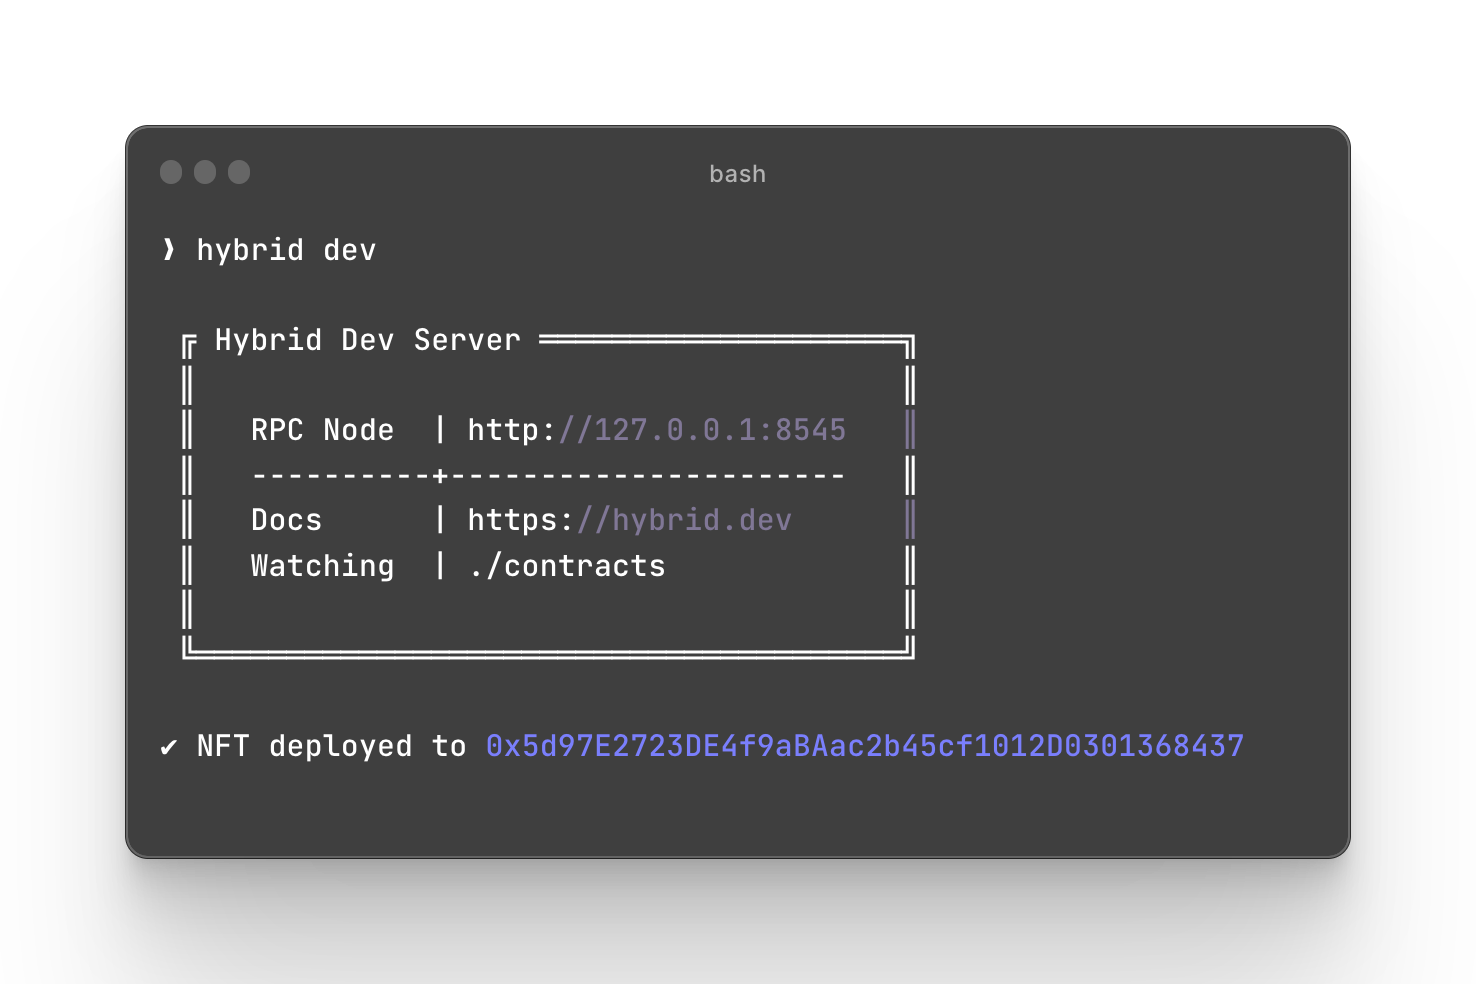 bash
❯ hybrid dev
╔ Hybrid Dev Server ════════════════════╗
║                                       ║
║   RPC Node  | http://127.0.0.1:8545   ║
║   ----------+----------------------   ║
║   Docs      | https://hybrid.dev      ║
║   Watching  | ./contracts             ║
║                                       ║
╚═══════════════════════════════════════╝
✔ NFT deployed to 0x5d97E2723DE4f9aBAac2b45cf1012D0301368437